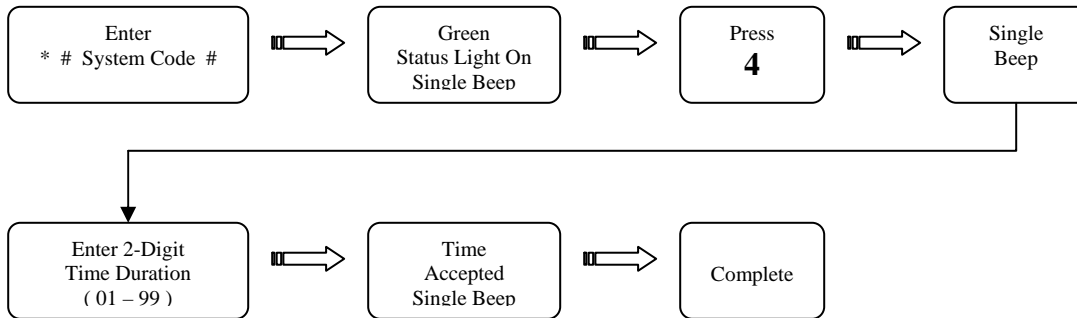 Enter
* # System Code #
Green
Status Light On
Single Beep
Press
4
Single
Beep
Enter 2-Digit
Time Duration
( 01 – 99 )
Time
Accepted
Single Beep
Complete